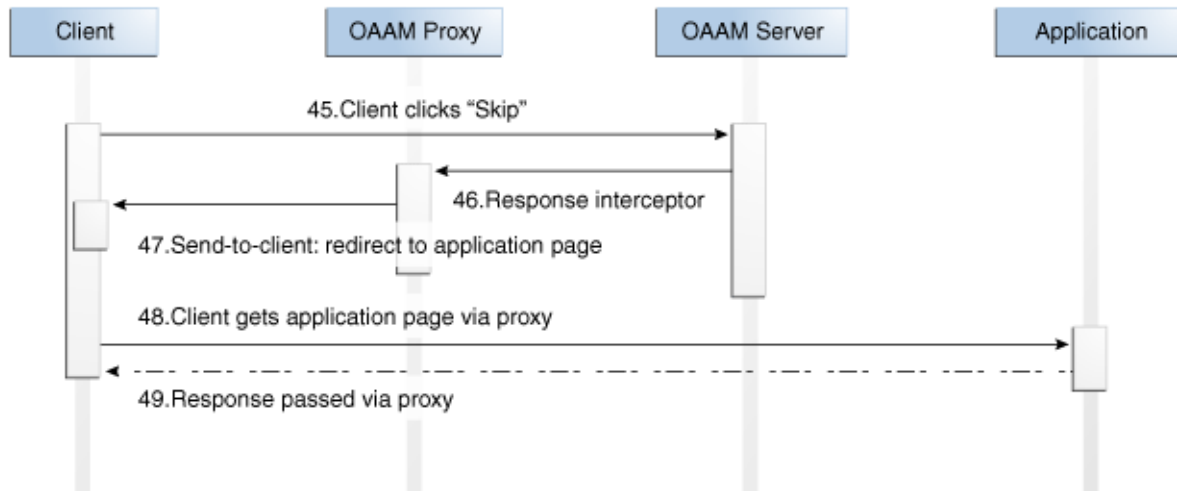 Client
OAAM Proxy
OAAM Server
Application
45.Client clicks “Skip”
46.Response interceptor
47.Send-to-client: redirect to application page
48.Client gets application page via proxy
49.Response passed via proxy